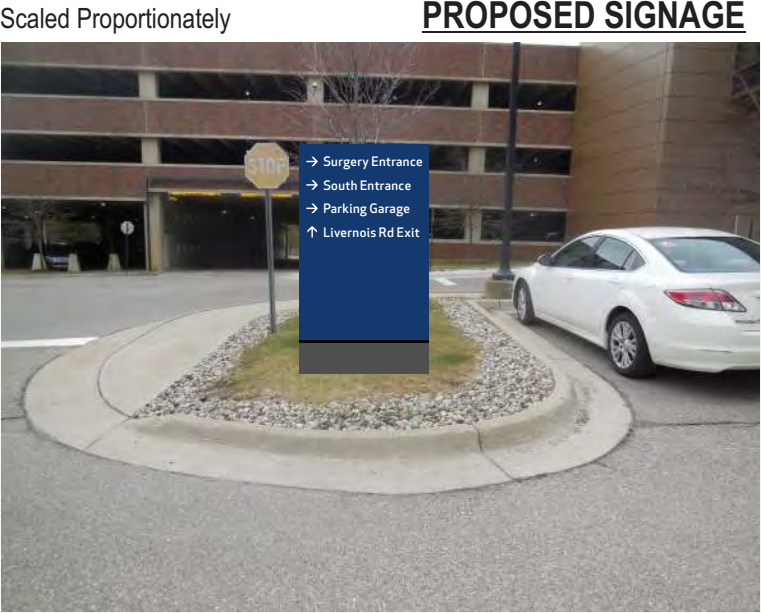 Scaled Proportionately
PROPOSED SIGNAGE
STOP
→ Surgery Entrance
→ South Entrance
→ Parking Garage
↑ Livernois Rd Exit